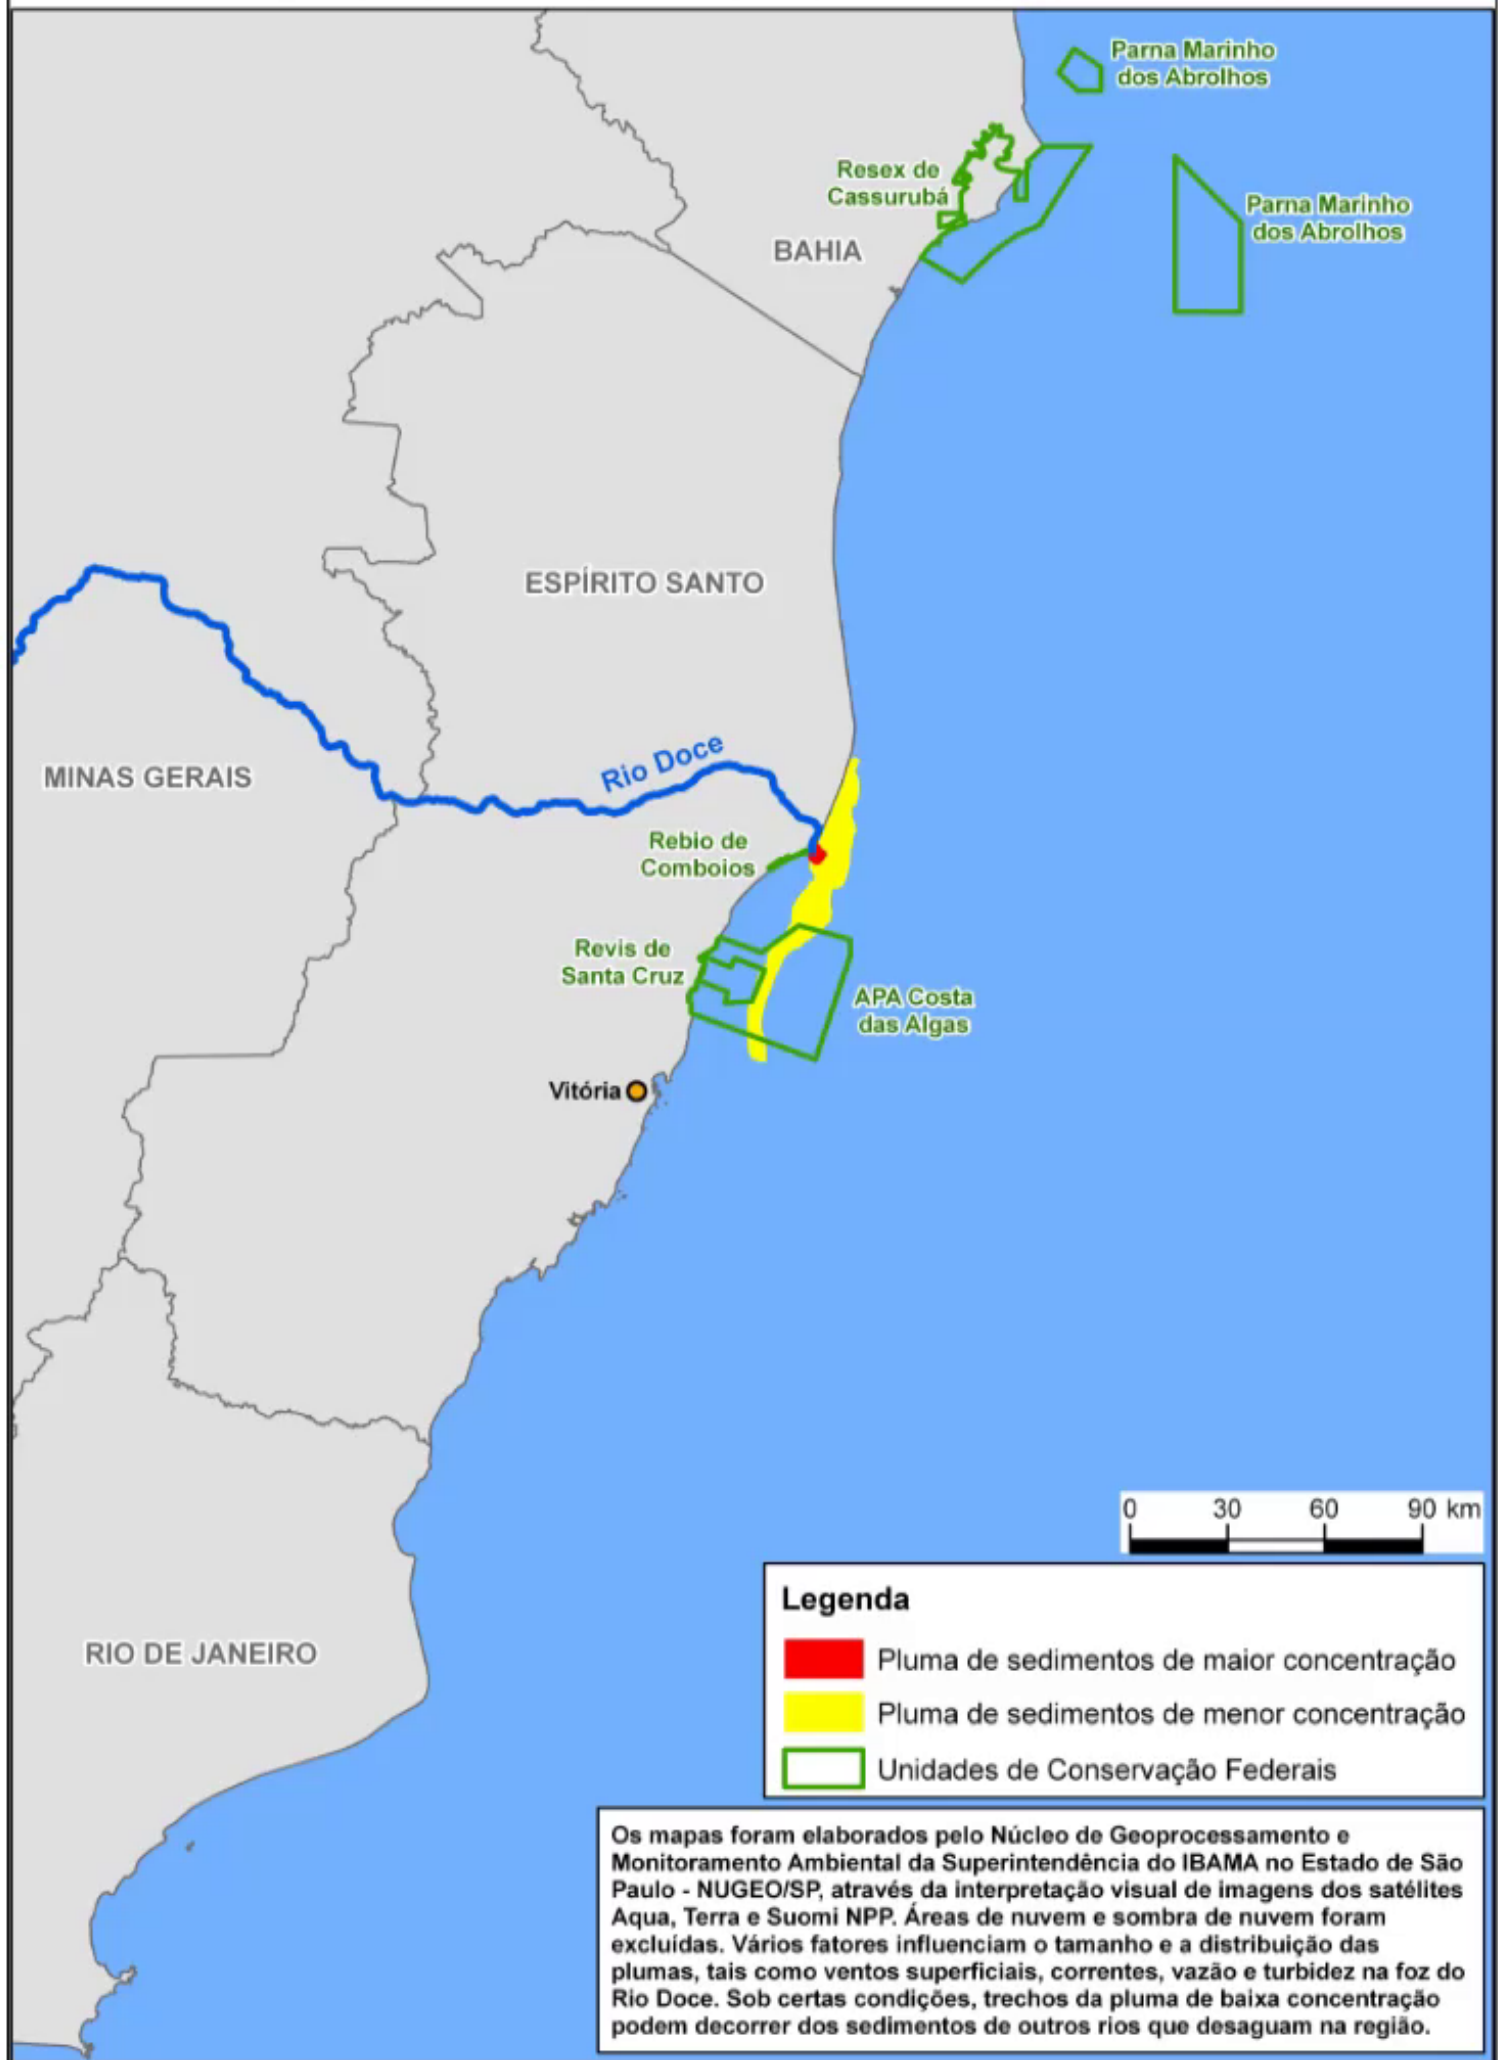 Parna Marinho
dos Abrolhos
Resex de
Cassurubá
Parna Marinho
dos Abrolhos
BAHIA
ESPÍRITO SANTO
MINAS GERAIS
Rio Doce
Rebio de
Comboios
Revis de
Santa Cruz
APA Costa
das Algas
Vitória
RIO DE JANEIRO
0 30 60 90 km
Legenda
Pluma de sedimentos de maior concentração
Pluma de sedimentos de menor concentração
Unidades de Conservação Federais
Os mapas foram elaborados pelo Núcleo de Geoprocessamento e
Monitoramento Ambiental da Superintendência do IBAMA no Estado de São
Paulo - NUGEO/SP, através da interpretação visual de imagens dos satélites
Aqua, Terra e Suomi NPP. Áreas de nuvem e sombra de nuvem foram
excluídas. Vários fatores influenciam o tamanho e a distribuição das
plumas, tais como ventos superficiais, correntes, vazão e turbidez na foz do
Rio Doce. Sob certas condições, trechos da pluma de baixa concentração
podem decorrer dos sedimentos de outros rios que desaguam na região.